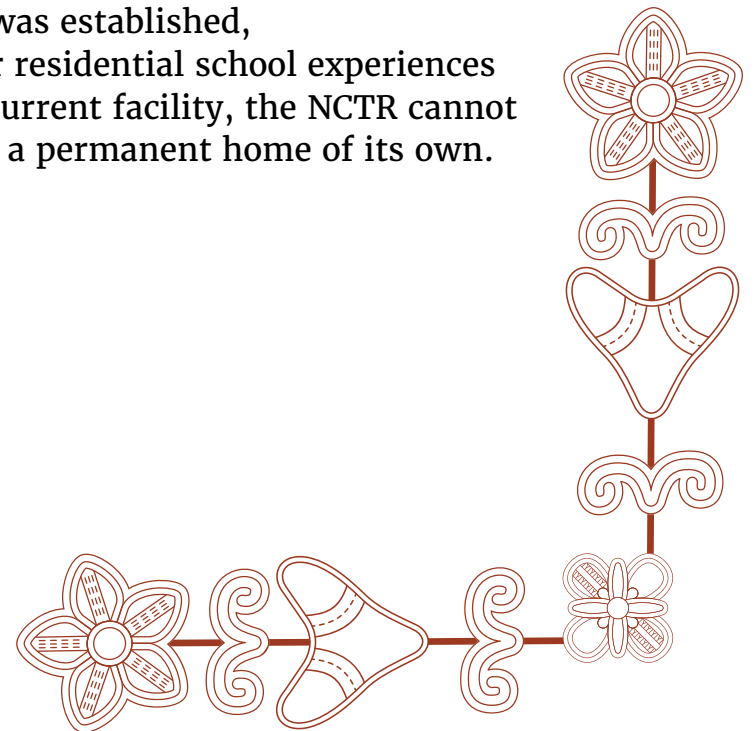 was established,
r residential school experiences
urrent facility, the NCTR cannot
a permanent home of its own.